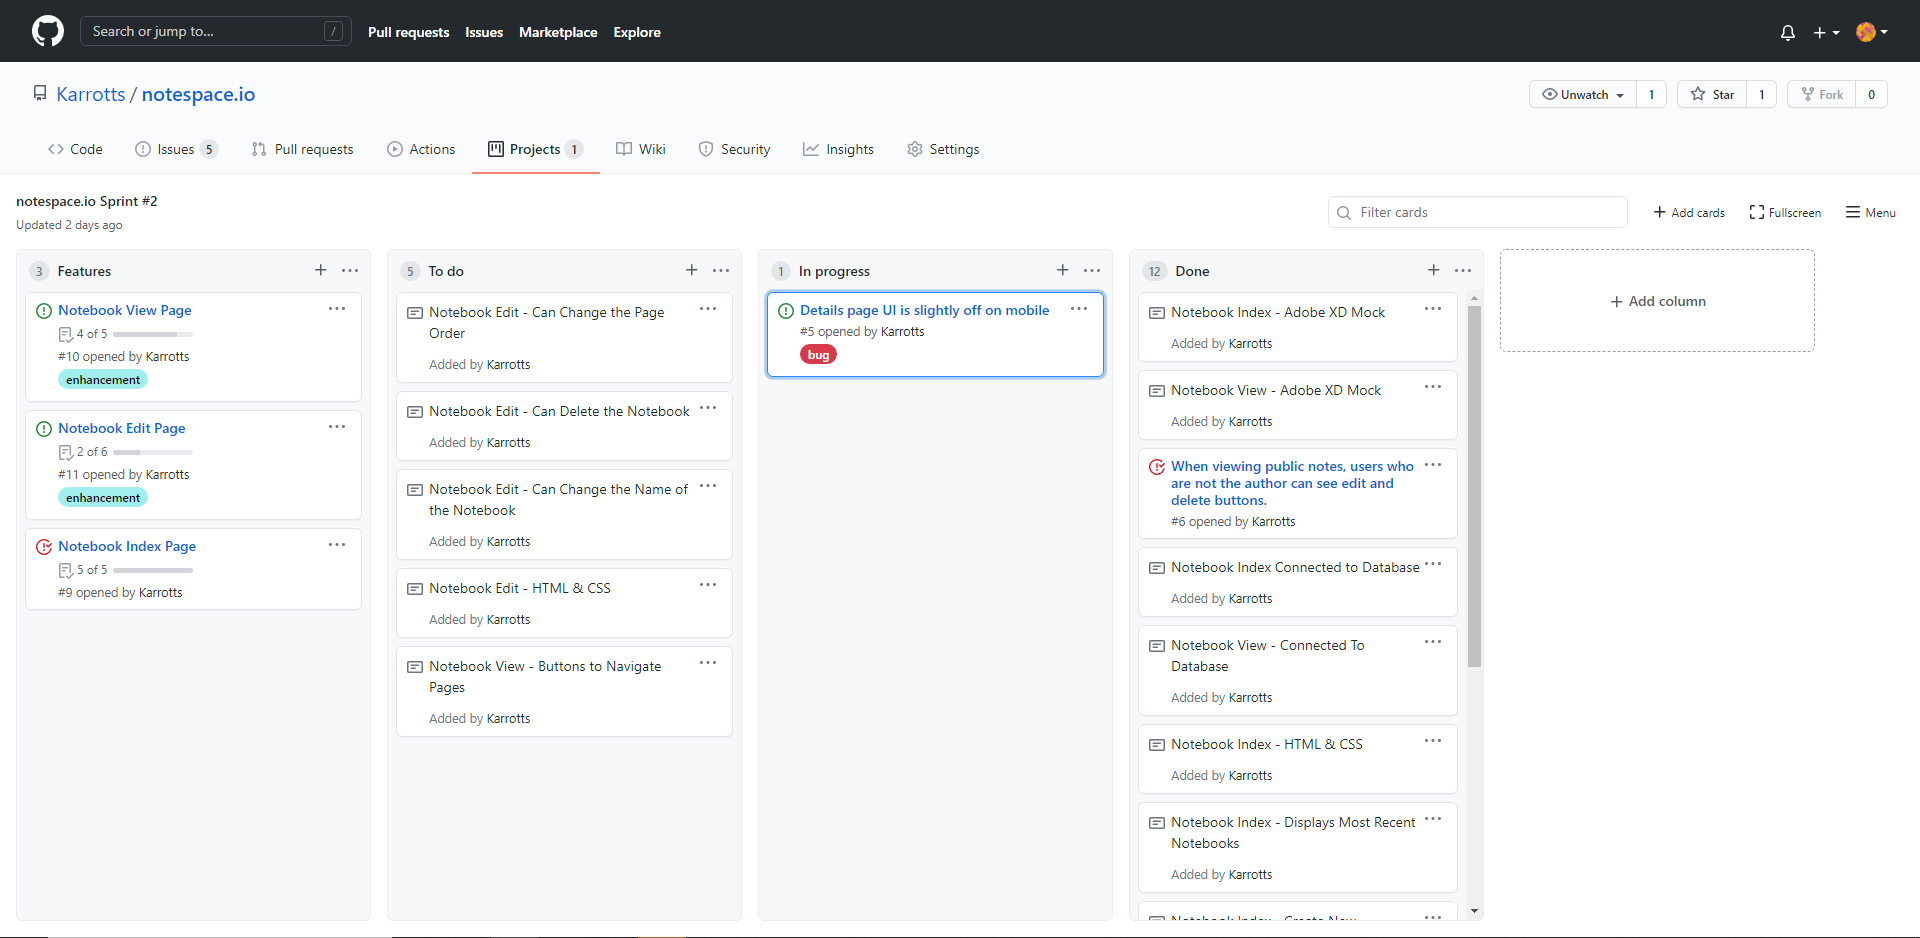 Search or jump to... /
Pull requests Issues Marketplace Explore
Karrotts / notespace.io
Unwatch 1 Star 1 Fork 0
Code Issues 5 Pull requests Actions Projects 1 Wiki Security Insights Settings
notespace.io Sprint #2
Updated 2 days ago
Filter cards
Add cards Fullscreen Menu
3 Features
Notebook View Page
4 of 5
#10 opened by Karrotts
enhancement
Notebook Edit Page
2 of 6
#11 opened by Karrotts
enhancement
Notebook Index Page
5 of 5
#9 opened by Karrotts
5 To do
Notebook Edit - Can Change the Page
Order
Added by Karrotts
Notebook Edit - Can Delete the Notebook
Added by Karrotts
Notebook Edit - Can Change the Name of
the Notebook
Added by Karrotts
Notebook Edit - HTML & CSS
Added by Karrotts
Notebook View - Buttons to Navigate
Pages
Added by Karrotts
1 In progress
Details page UI is slightly off on mobile
#5 opened by Karrotts
bug
12 Done
Notebook Index - Adobe XD Mock
Added by Karrotts
Notebook View - Adobe XD Mock
Added by Karrotts
When viewing public notes, users who
are not the author can see edit and
delete buttons.
#6 opened by Karrotts
Notebook Index Connected to Database
Added by Karrotts
Notebook View - Connected To
Database
Added by Karrotts
Notebook Index - HTML & CSS
Added by Karrotts
Notebook Index - Displays Most Recent
Notebooks
Added by Karrotts
Notebook Index - Create New
Add column